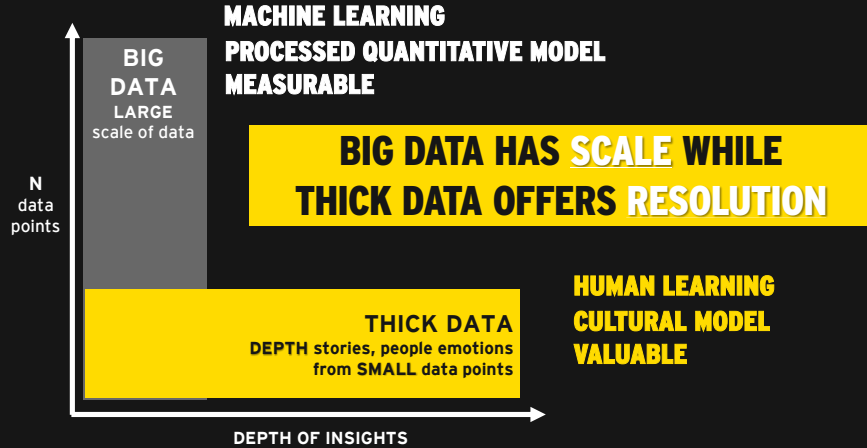 MACHINE LEARNING
PROCESSED QUANTITATIVE MODEL
MEASURABLE
BIG
DATA
LARGE
scale of data
BIG DATA HAS SCALE WHILE
THICK DATA OFFERS RESOLUTION
N
data
points
HUMAN LEARNING
CULTURAL MODEL
VALUABLE
THICK DATA
DEPTH stories, people emotions
from SMALL data points
DEPTH OF INSIGHTS